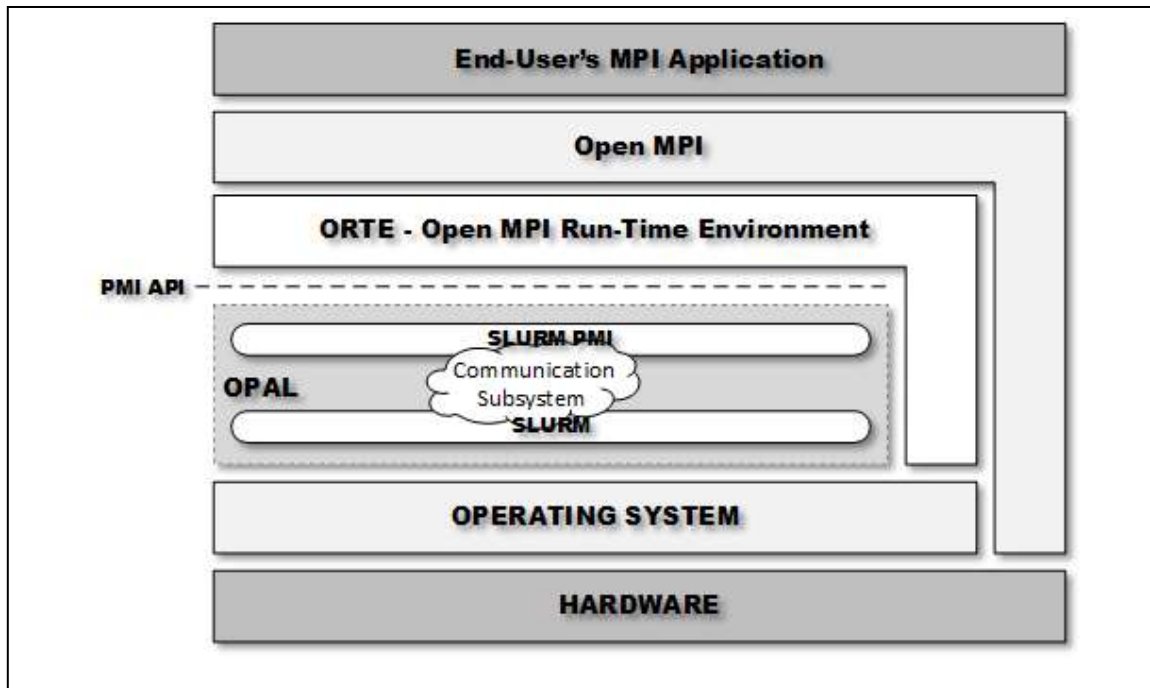 End-User's MPI Application
Open MPI
ORTE - Open MPI Run-Time Environment
PMI API
SLURM PMI
Communication
Subsystem
OPAL
SLURM
OPERATING SYSTEM
HARDWARE